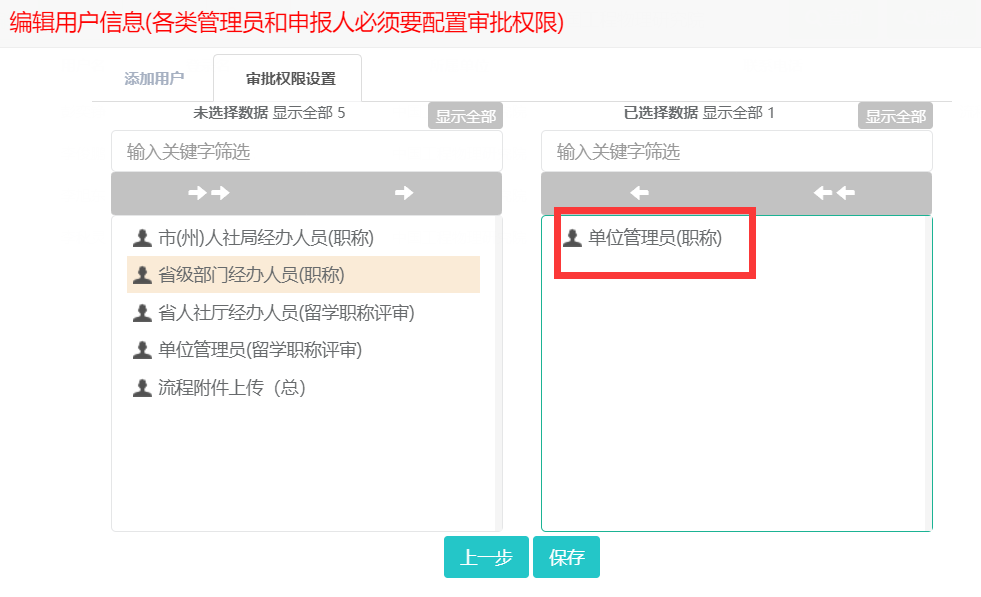 编辑用户信息(各类管理员和申报人必须要配置审批权限)
添加用户 审批权限设置
未选择数据 显示全部 5 显示全部
已选择数据 显示全部 1 显示全部
输入关键字筛选 输入关键字筛选
市(州)人社局经办人员(职称)
省级部门经办人员(职称)
省人社厅经办人员(留学职称评审)
单位管理员(留学职称评审)
流程附件上传（总）
单位管理员(职称)
上一步 保存